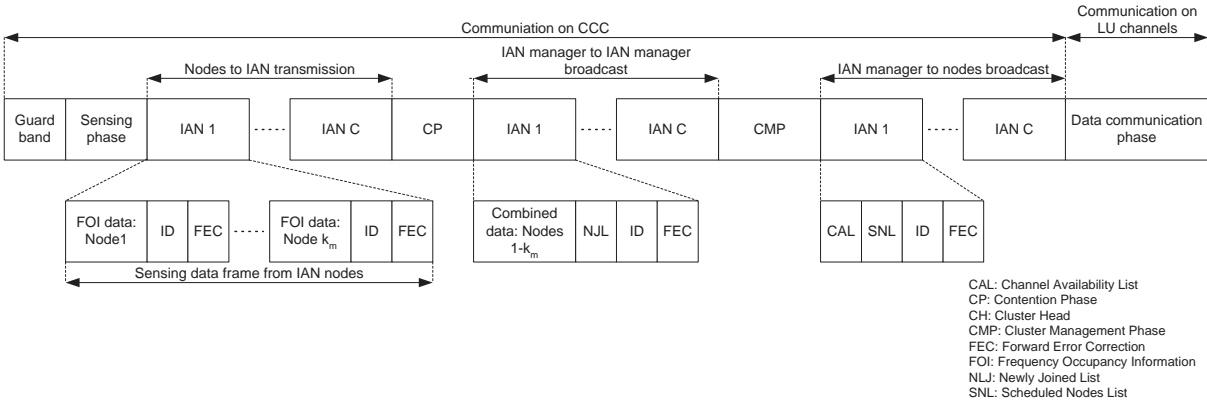 Communiation on CCC
Communication on
LU channels
Nodes to IAN transmission
IAN manager to IAN manager
broadcast
IAN manager to nodes broadcast
Guard
band
Sensing
phase
IAN 1
IAN C
CP
IAN 1
IAN C
CMP
IAN 1
IAN C
Data communication
phase
FOI data:
Node1
ID
FEC
FOI data:
Node km
ID
FEC
Combined
data: Nodes
1-km
NJL
ID
FEC
CAL
SNL
ID
FEC
Sensing data frame from IAN nodes
CAL: Channel Availability List
CP: Contention Phase
CH: Cluster Head
CMP: Cluster Management Phase
FEC: Forward Error Correction
FOI: Frequency Occupancy Information
NLJ: Newly Joined List
SNL: Scheduled Nodes List